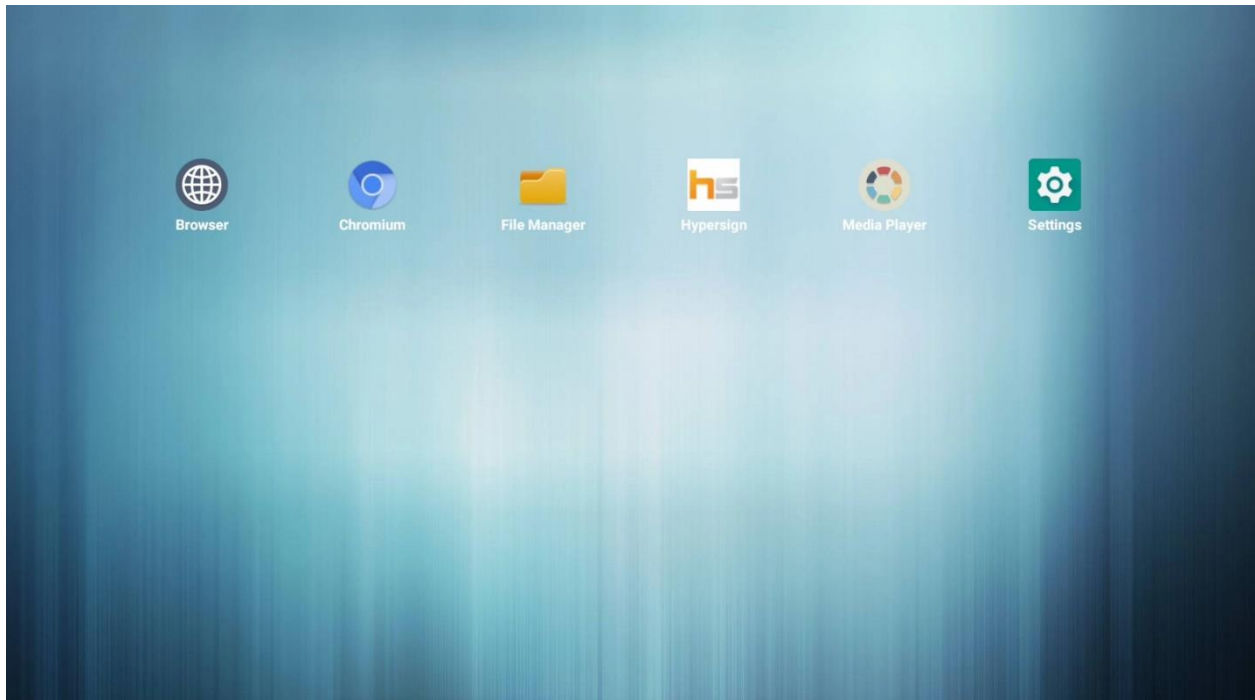 Browser
Chromium
File Manager
hs
Hypersign
Media Player
Settings